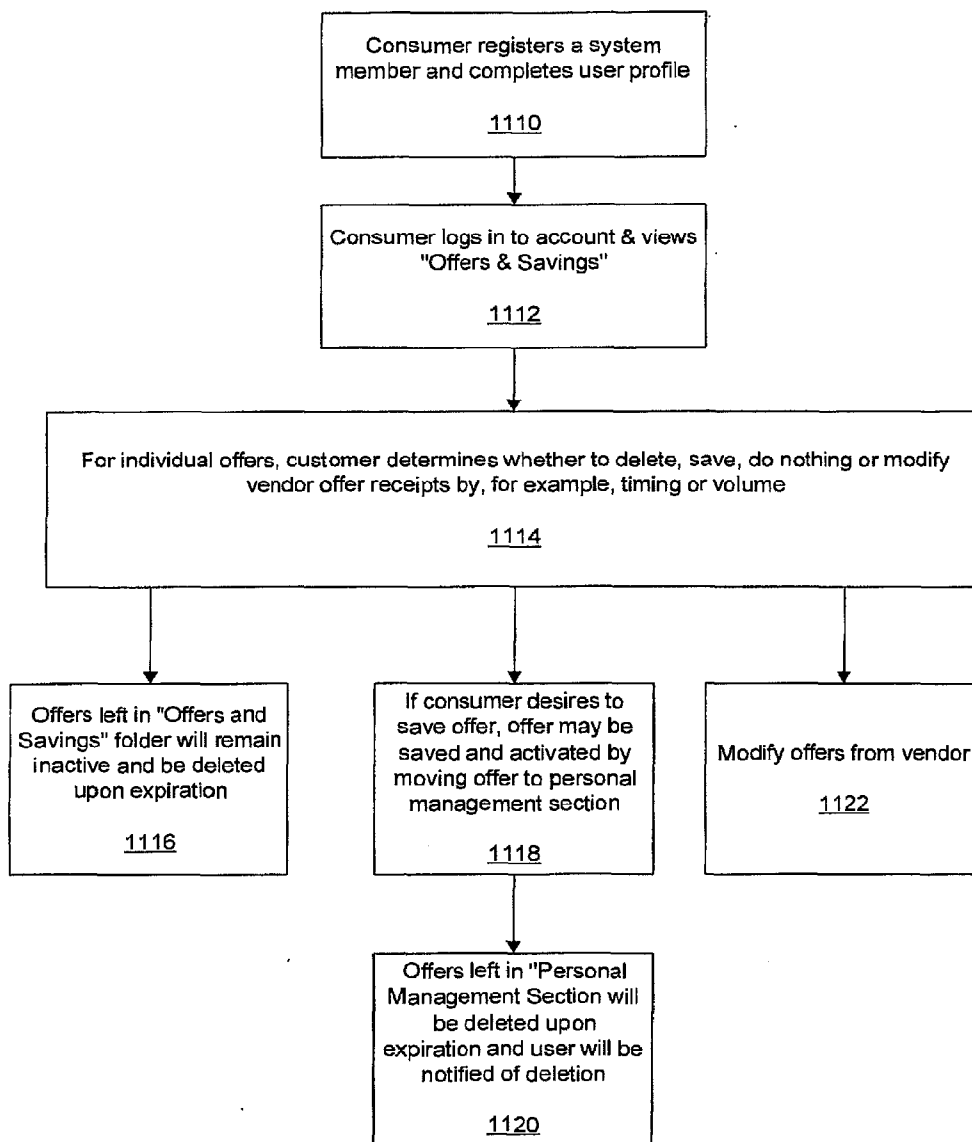 Consumer registers a system
member and completes user profile
1110
Consumer logs in to account & views
"Offers & Savings"
1112
For individual offers, customer determines whether to delete, save, do nothing or modify
vendor offer receipts by, for example, timing or volume
1114
Offers left in "Offers and
Savings" folder will remain
inactive and be deleted
upon expiration
1116
If consumer desires to
save offer, offer may be
saved and activated by
moving offer to personal
management section
1118
Modify offers from vendor
1122
Offers left in "Personal
Management Section will
be deleted upon
expiration and user will be
notified of deletion
1120